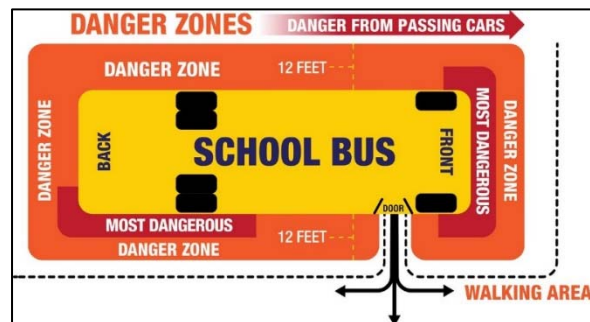 DANGER ZONES
DANGER FROM PASSING CARS
DANGER ZONE
12 FEET
DANGER ZONE
BACK
SCHOOL BUS
FRONT
MOST DANGEROUS
DANGER ZONE
DOOR
MOST DANGEROUS
DANGER ZONE
12 FEET
WALKING AREA